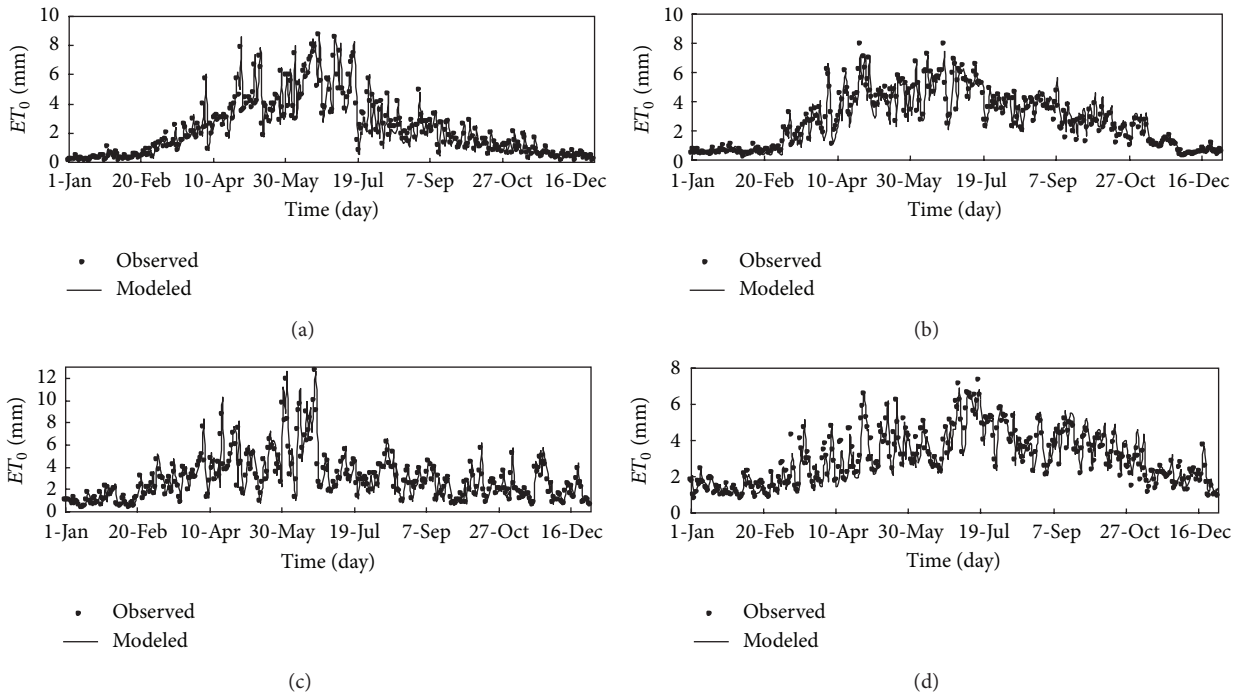 10
8
6
4
2
0
ET0 (mm)
1-Jan 20-Feb 10-Apr 30-May 19-Jul 7-Sep 27-Oct 16-Dec
Time (day)
Observed
Modeled
(a)
10
8
6
4
2
0
ET0 (mm)
1-Jan 20-Feb 10-Apr 30-May 19-Jul 7-Sep 27-Oct 16-Dec
Time (day)
Observed
Modeled
(b)
12
10
8
6
4
2
0
ET0 (mm)
1-Jan 20-Feb 10-Apr 30-May 19-Jul 7-Sep 27-Oct 16-Dec
Time (day)
Observed
Modeled
(c)
8
6
4
2
0
ET0 (mm)
1-Jan 20-Feb 10-Apr 30-May 19-Jul 7-Sep 27-Oct 16-Dec
Time (day)
Observed
Modeled
(d)